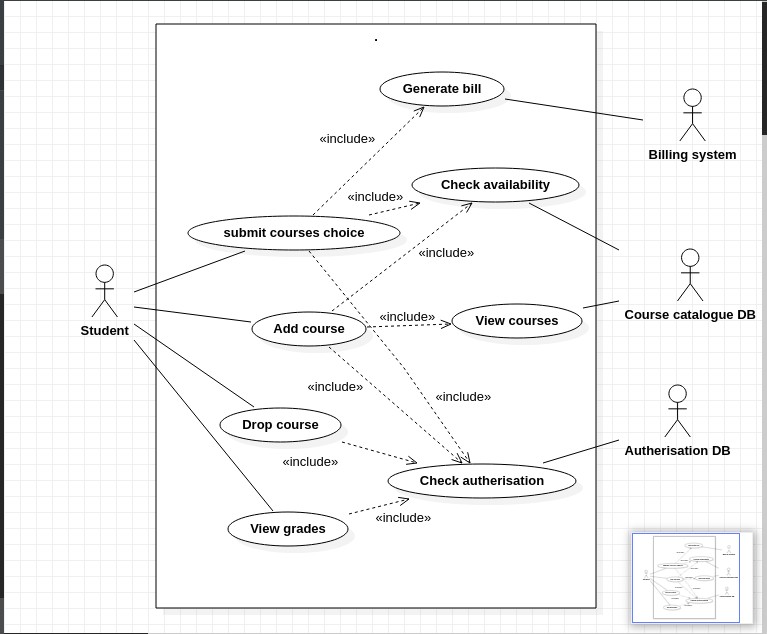 Generate bill
«include»
Billing system
Check availability
«include»
submit courses choice
«include»
Student
Add course
«include»
View courses
Course catalogue DB
«include»
«include»
Drop course
«include»
Check autherisation
Autherisation DB
View grades
«include»